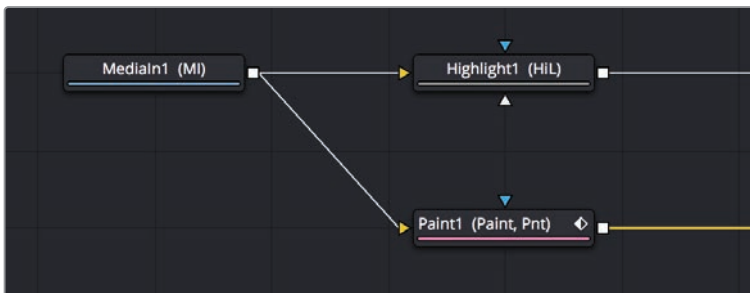 MediaIn1 (MI)
Highlight1 (HiL)
Paint1 (Paint, Pnt)